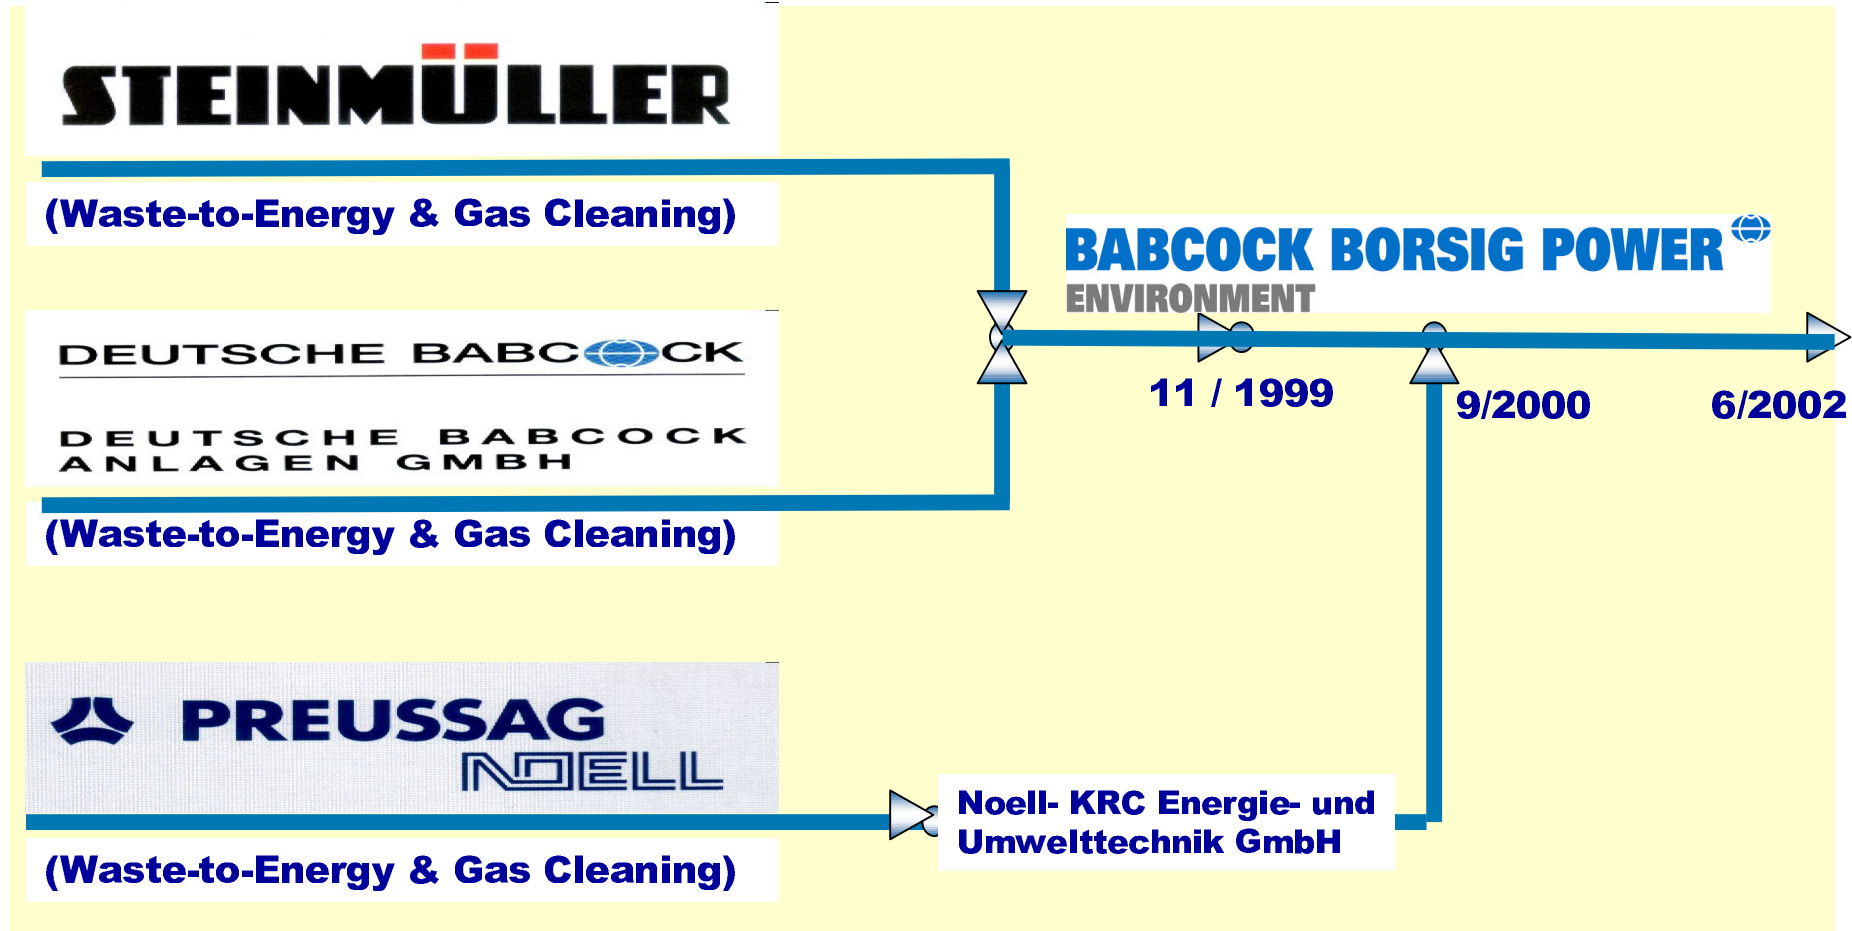 STEINMÜLLER
(Waste-to-Energy & Gas Cleaning)
BABCOCK BORSIG POWER
ENVIRONMENT
DEUTSCHE BABCOCK
DEUTSCHE BABCOCK
ANLAGEN GMBH
(Waste-to-Energy & Gas Cleaning)
11 / 1999
9/2000
6/2002
PREUSSAG
NOELL
(Waste-to-Energy & Gas Cleaning)
Noell- KRC Energie- und
Umwelttechnik GmbH